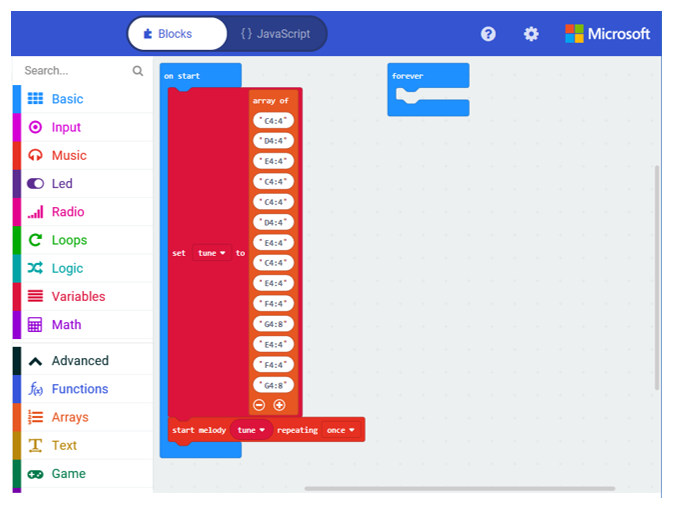 Blocks
{} JavaScript
Microsoft
Search...
Basic
Input
Music
Led
Radio
Loops
Logic
Variables
Math
Advanced
Functions
Arrays
Text
Game
on start
set tune to
array of
"C4:4"
"D4:4"
"E4:4"
"C4:4"
"C4:4"
"D4:4"
"E4:4"
"C4:4"
"E4:4"
"F4:4"
"G4:8"
"E4:4"
"F4:4"
"G4:8"
start melody tune repeating once
forever